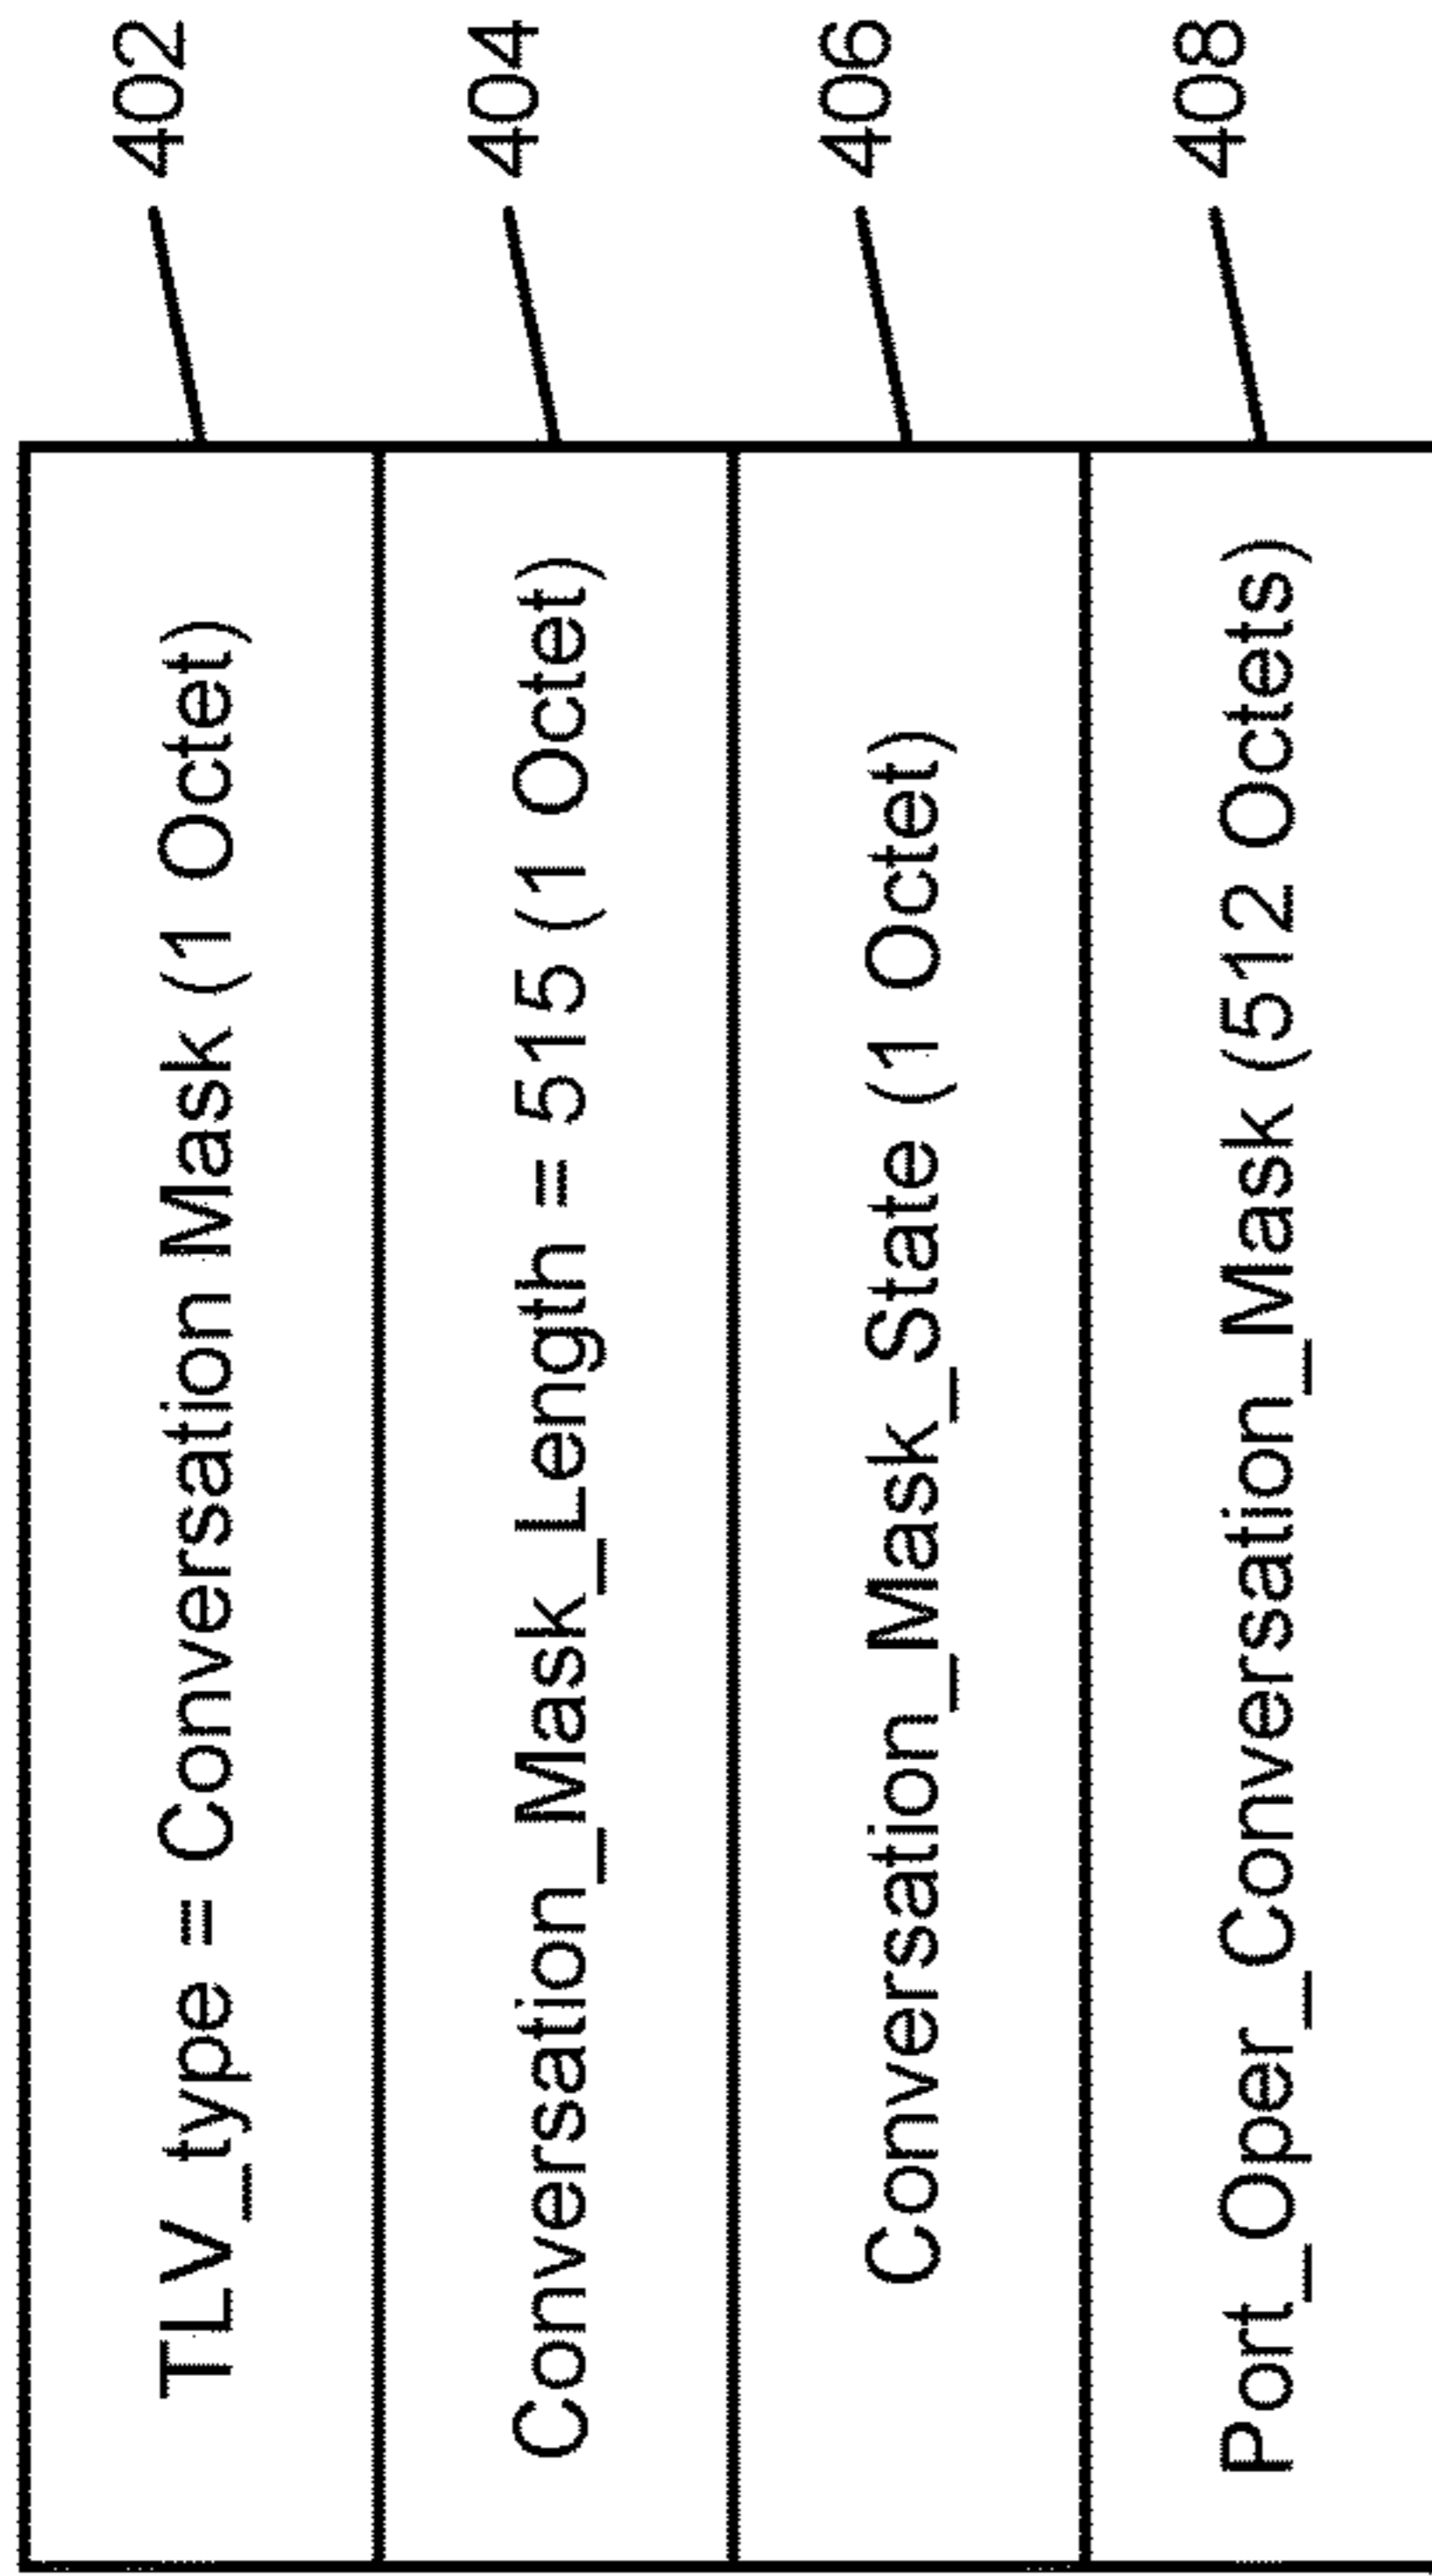 TLV_type = Conversation Mask (1 Octet) 402
Conversation_Mask_Length = 515 (1 Octet) 404
Conversation_Mask_State (1 Octet) 406
Port_Oper_Conversation_Mask (512 Octets) 408